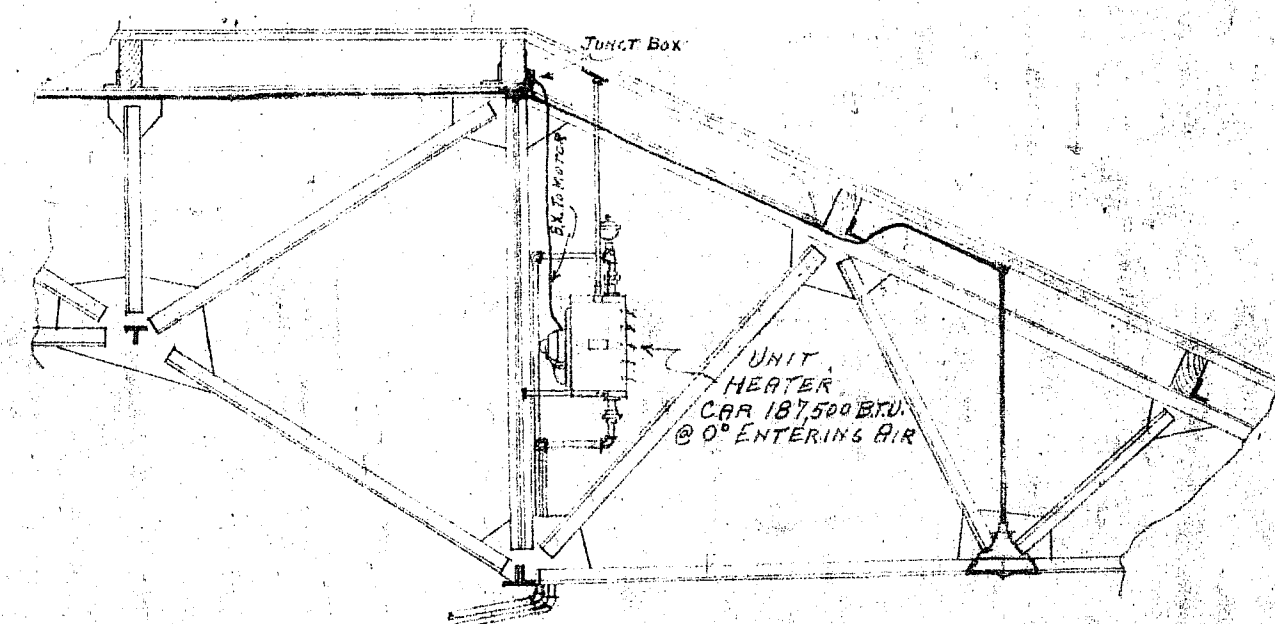 JUNCT BOX
B.X. TO MOTOR
UNIT
HEATER
CAP. 187,500 B.T.U.
@ 0° ENTERING AIR